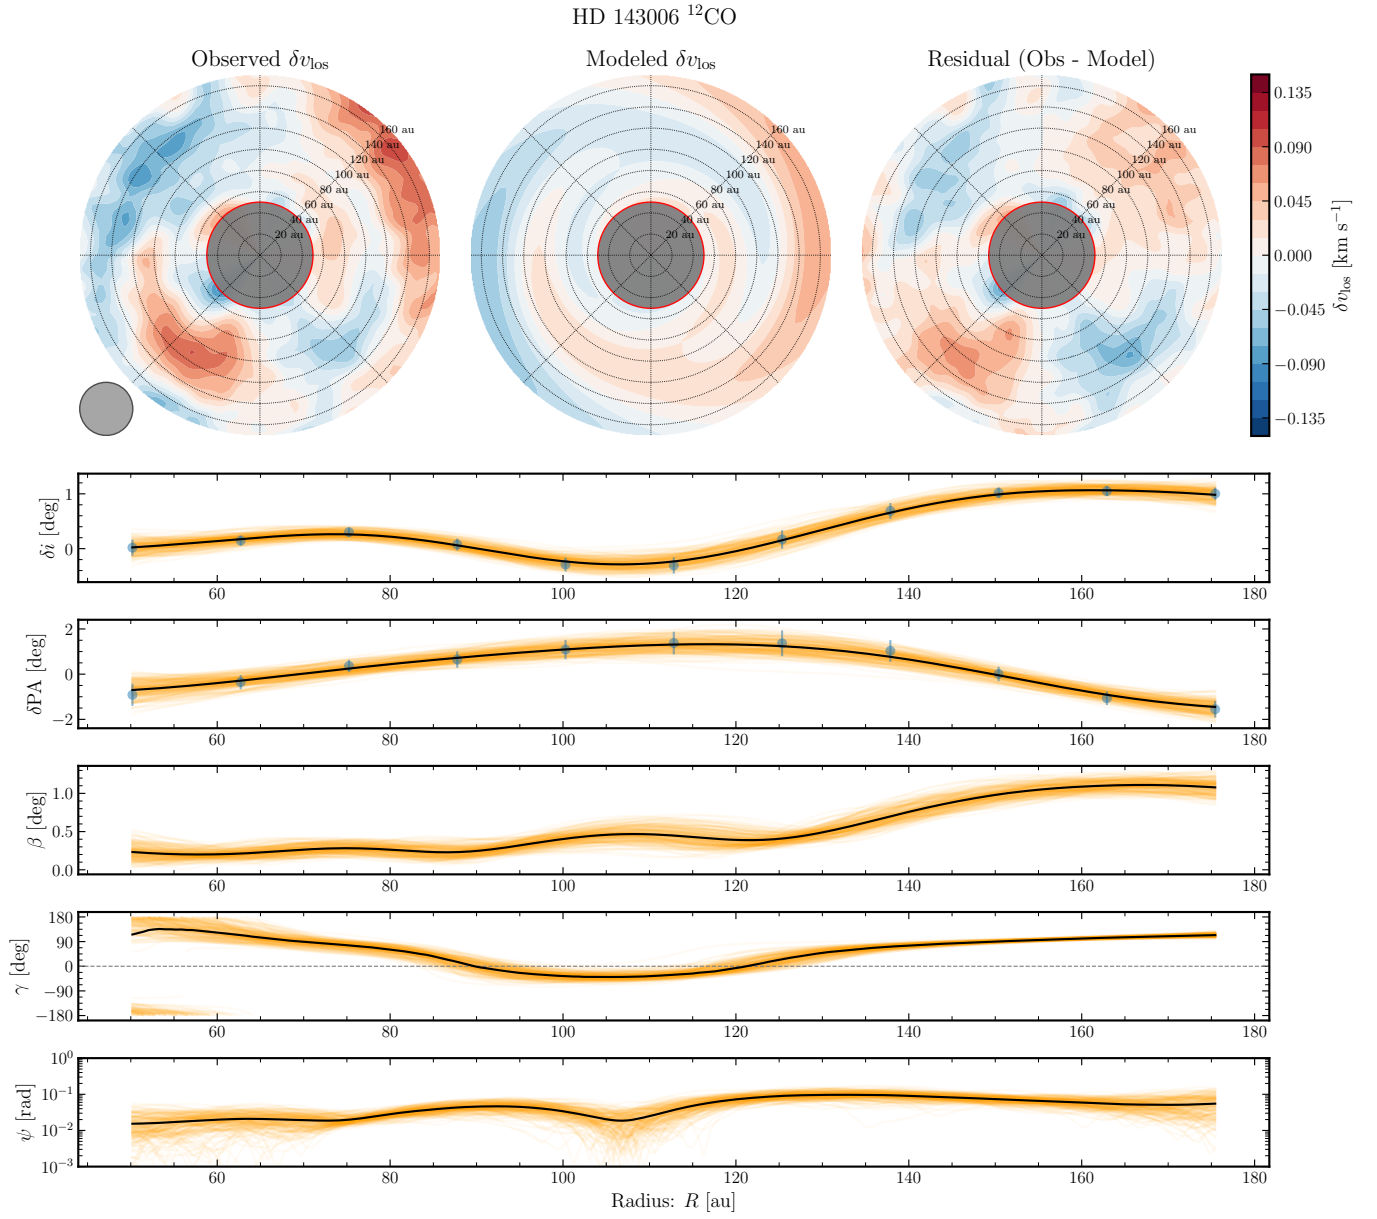 HD 143006 ¹²CO
Observed δv_los
Modeled δv_los
Residual (Obs - Model)
160 au
140 au
120 au
100 au
80 au
60 au
40 au
20 au
160 au
140 au
120 au
100 au
80 au
60 au
40 au
20 au
160 au
140 au
120 au
100 au
80 au
60 au
40 au
20 au
0.135
0.090
0.045
0.000
−0.045
−0.090
−0.135
δv_los [km s⁻¹]
δi [deg]
1
0
60 80 100 120 140 160 180
δPA [deg]
2
0
−2
60 80 100 120 140 160 180
β [deg]
1.0
0.5
0.0
60 80 100 120 140 160 180
γ [deg]
180
90
0
−90
−180
60 80 100 120 140 160 180
ψ [rad]
10⁰
10⁻¹
10⁻²
10⁻³
60 80 100 120 140 160 180
Radius: R [au]